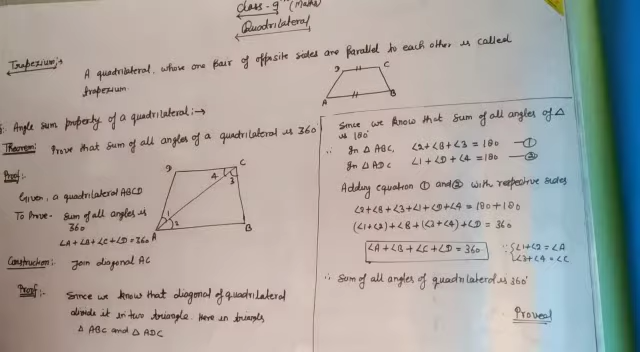 class-9th (Maths)
Quadrilateral
Trapezium:
A quadrilateral, whose one pair of opposite sides are parallel to each other is called
trapezium.
D C
A B
Angle sum property of a quadrilateral:→
Theorem: Prove that sum of all angles of a quadrilateral is 360
Proof:
Given, a quadrilateral ABCD
To Prove- sum of all angles is
360
∠A+∠B+∠C+∠D=360
Construction: Join diagonal AC
D C
4 3
1 2
A B
Proof:-
Since we know that diagonal of quadrilateral
divide it in two triangle. Here in triangle
△ ABC and △ ADC
Since we know that sum of all angles of △
is 180°
∴ In △ ABC, ∠2+∠B+∠3 = 180 — ①
In △ ADC ∠1+∠D+∠4 = 180 — ②
Adding equation ① and ② with respective sides
∠2+∠B+∠3+∠1+∠D+∠4 = 180+180
(∠1+∠2)+∠B+(∠3+∠4)+∠D = 360
∠A+∠B+∠C+∠D = 360 ∵ {∠1+∠2=∠A
∠3+∠4=∠C
∴ Sum of all angles of quadrilateral is 360°
Proved